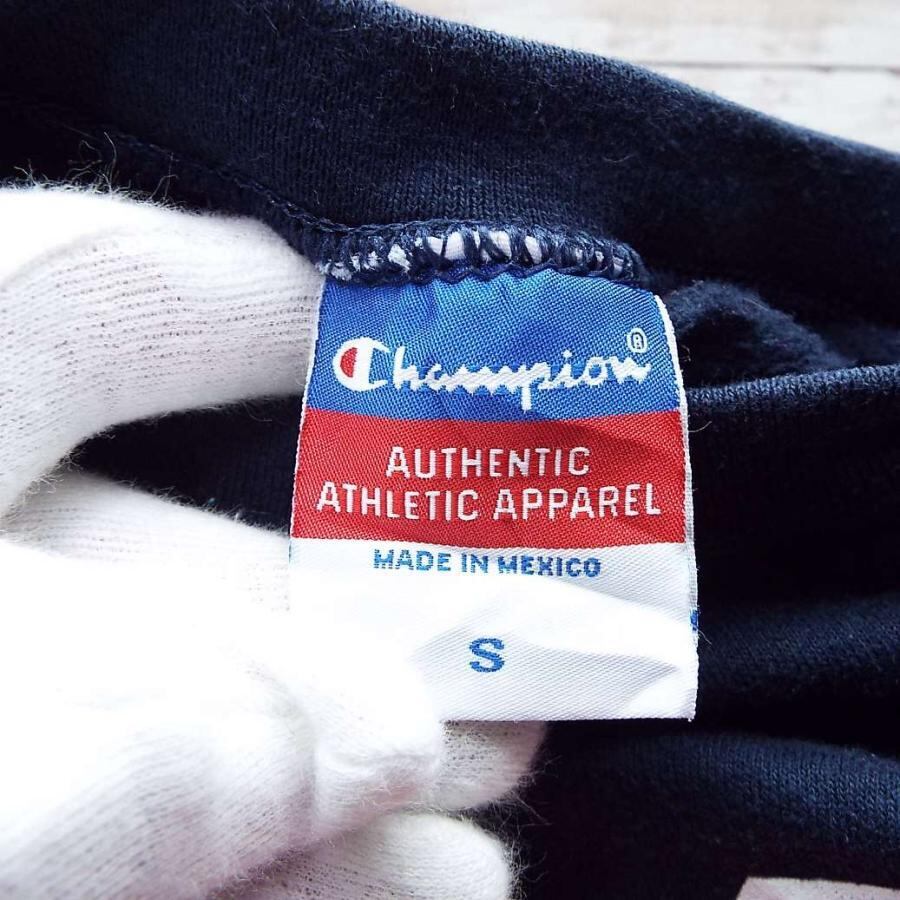 Champion®
AUTHENTIC
ATHLETIC APPAREL
MADE IN MEXICO
S